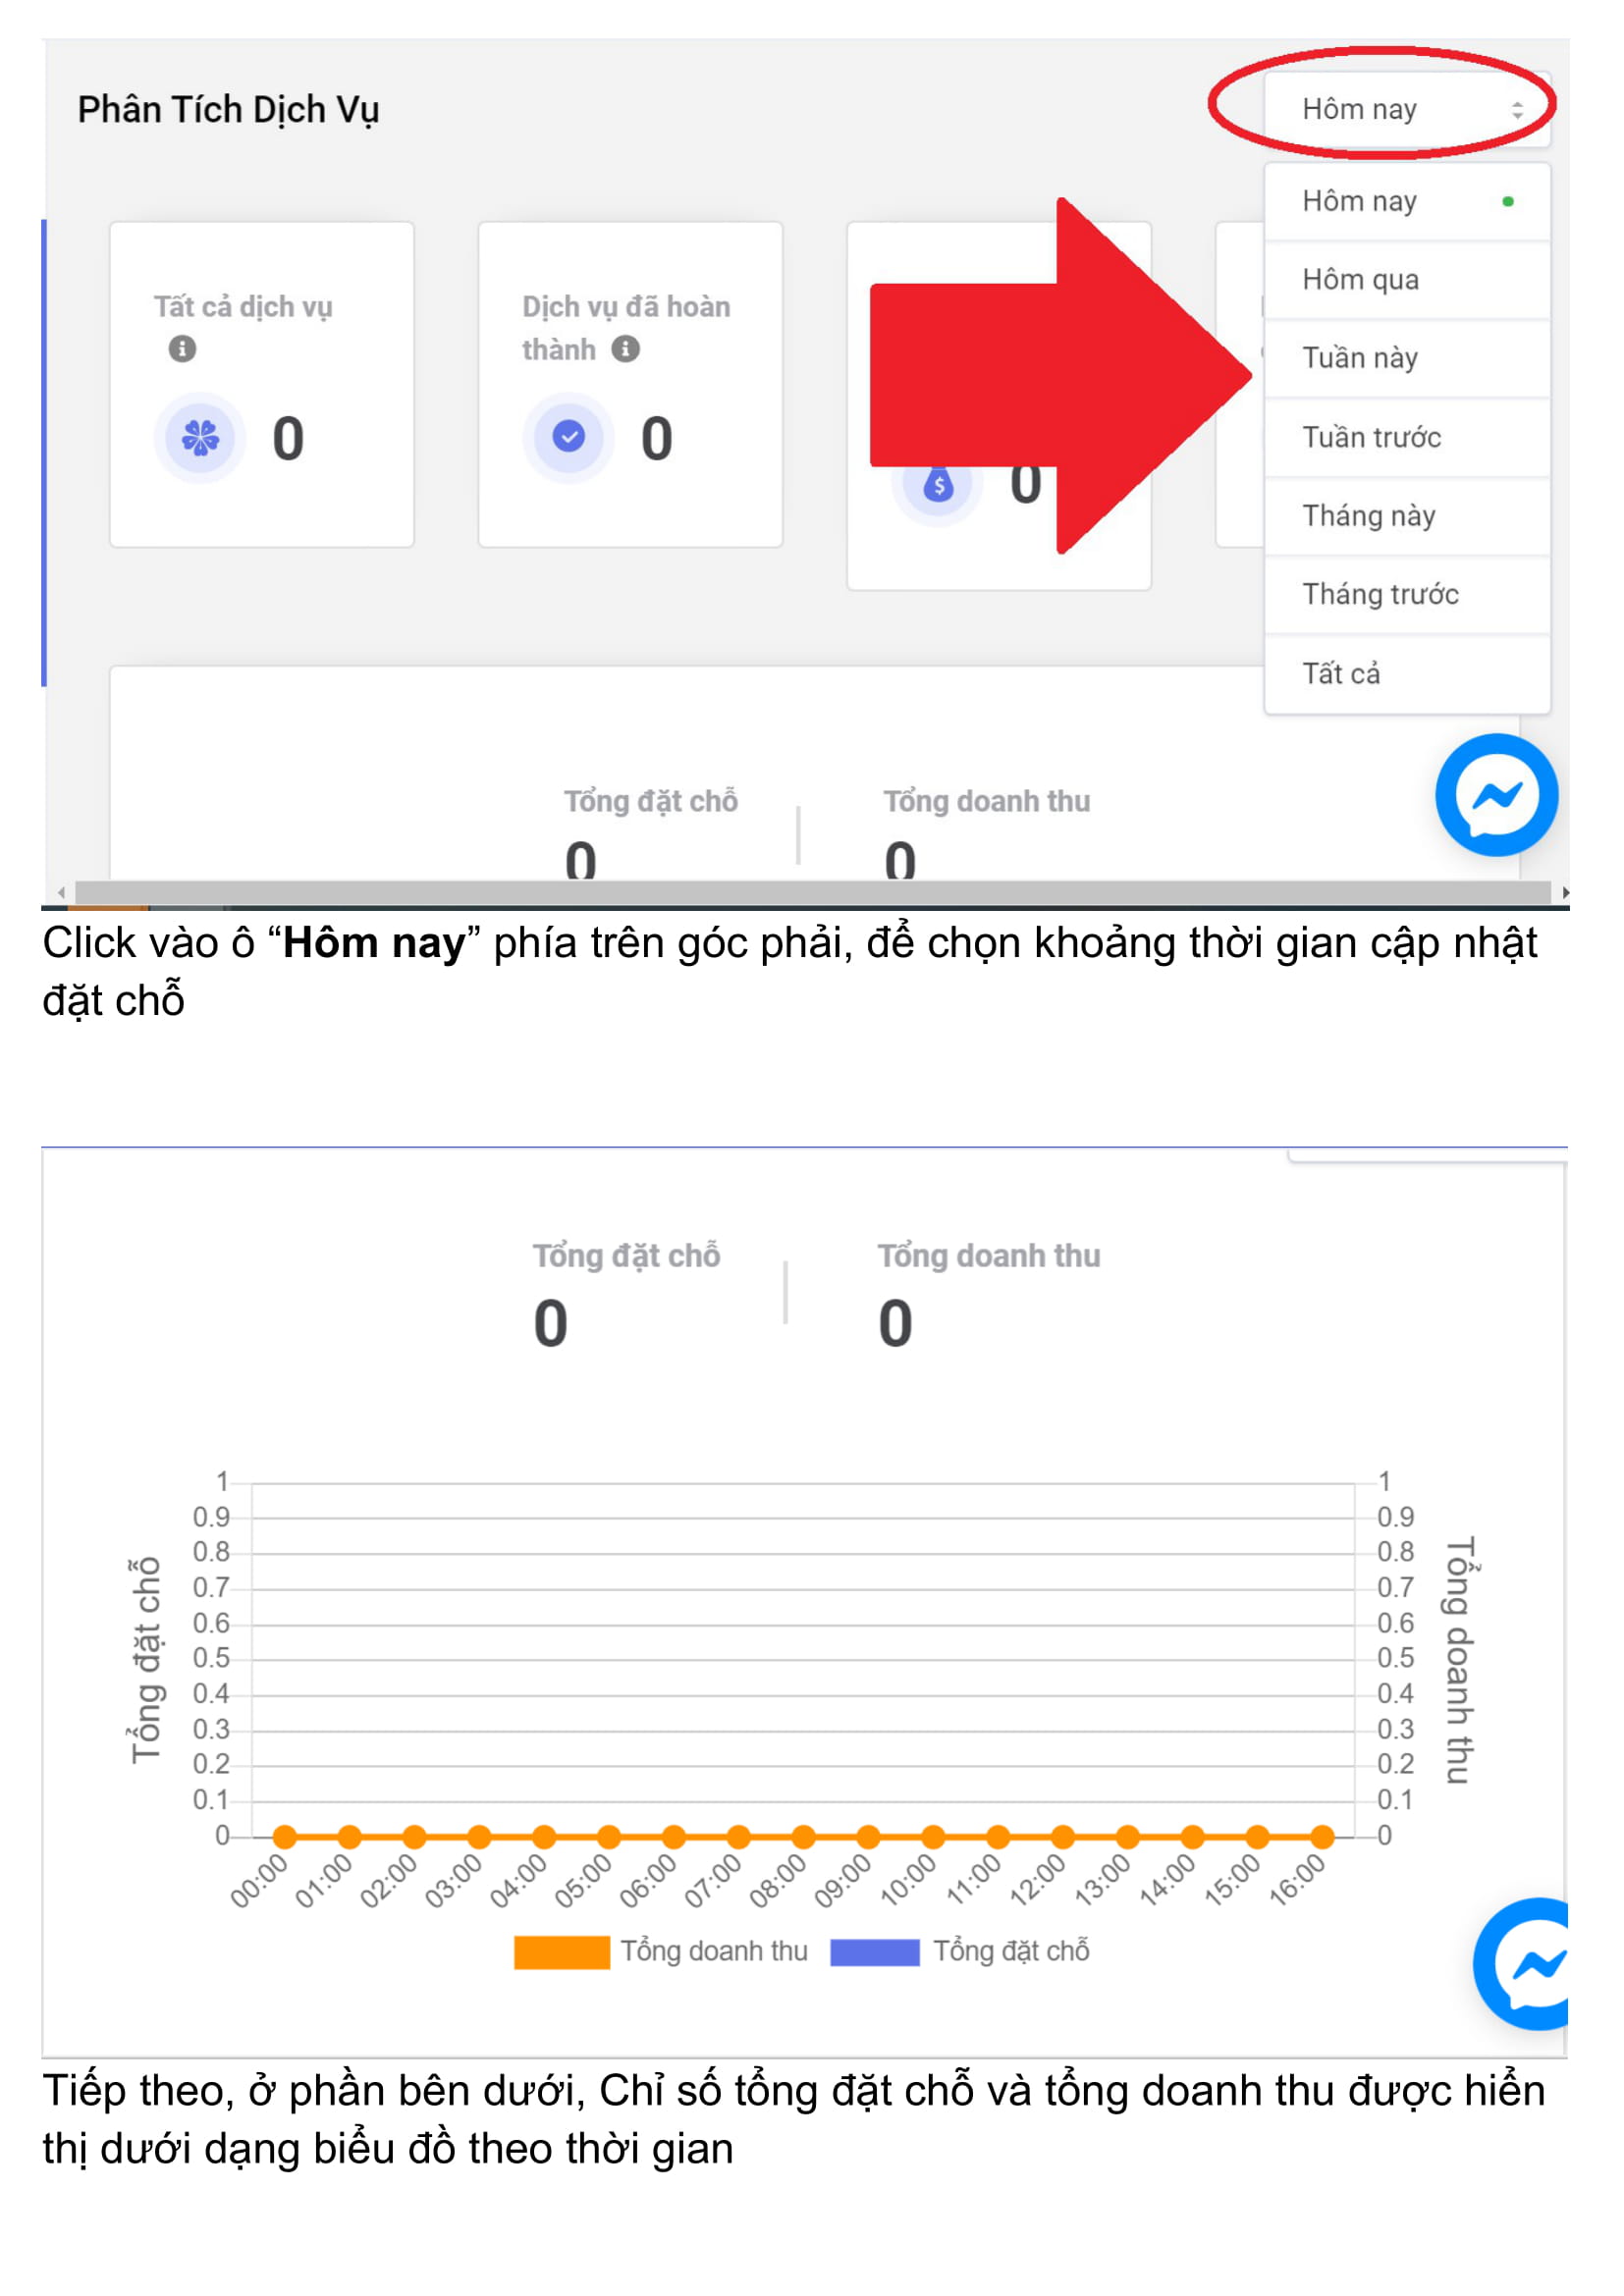 Phân Tích Dịch Vụ
Hôm nay
Hôm nay
Hôm qua
Tuần này
Tuần trước
Tháng này
Tháng trước
Tất cả
Tất cả dịch vụ
0
Dịch vụ đã hoàn
thành
0
0
Tổng đặt chỗ
0
Tổng doanh thu
0
Click vào ô “Hôm nay” phía trên góc phải, để chọn khoảng thời gian cập nhật
đặt chỗ
Tổng đặt chỗ
0
Tổng doanh thu
0
Tổng đặt chỗ
1
0.9
0.8
0.7
0.6
0.5
0.4
0.3
0.2
0.1
0
1
0.9
0.8
0.7
0.6
0.5
0.4
0.3
0.2
0.1
0
Tổng doanh thu
00:00 01:00 02:00 03:00 04:00 05:00 06:00 07:00 08:00 09:00 10:00 11:00 12:00 13:00 14:00 15:00 16:00
Tổng doanh thu Tổng đặt chỗ
Tiếp theo, ở phần bên dưới, Chỉ số tổng đặt chỗ và tổng doanh thu được hiển
thị dưới dạng biểu đồ theo thời gian